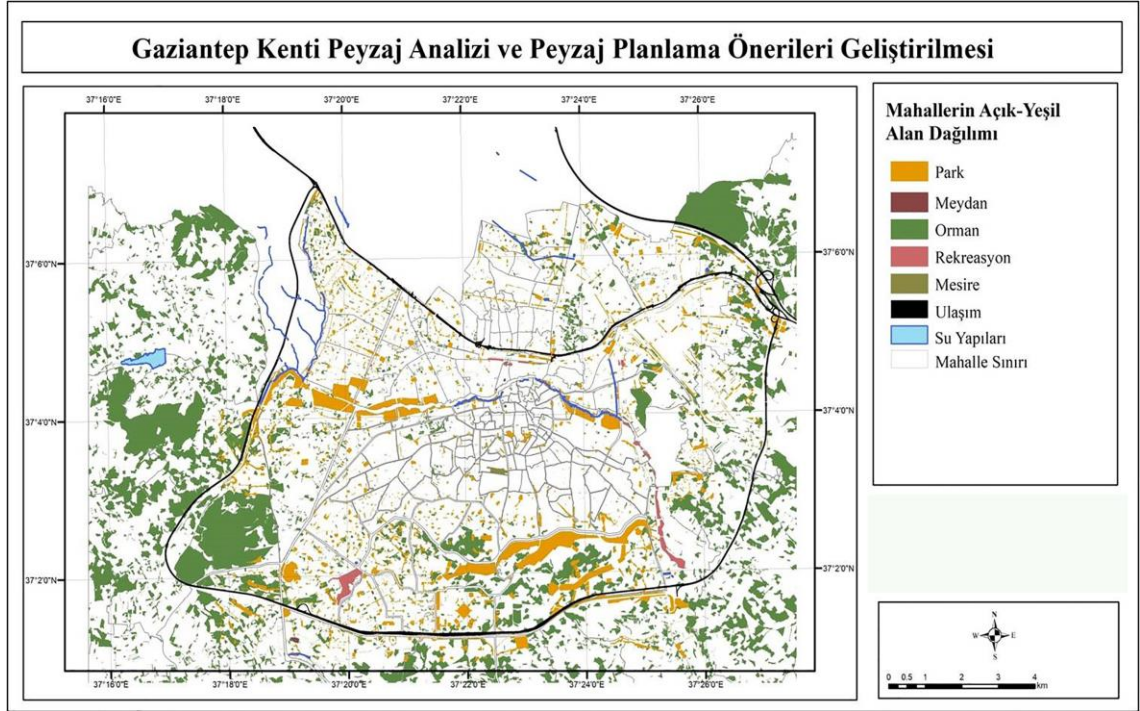 Gaziantep Kenti Peyzaj Analizi ve Peyzaj Planlama Önerileri Geliştirilmesi
37°16'0"E 37°18'0"E 37°20'0"E 37°22'0"E 37°24'0"E 37°26'0"E
37°6'0"N 37°6'0"N
37°4'0"N 37°4'0"N
37°2'0"N 37°2'0"N
37°16'0"E 37°18'0"E 37°20'0"E 37°22'0"E 37°24'0"E 37°26'0"E
Mahallerin Açık-Yeşil
Alan Dağılımı
Park
Meydan
Orman
Rekreasyon
Mesire
Ulaşım
Su Yapıları
Mahalle Sınırı
N
W E
S
0 0.5 1 2 3 4
km